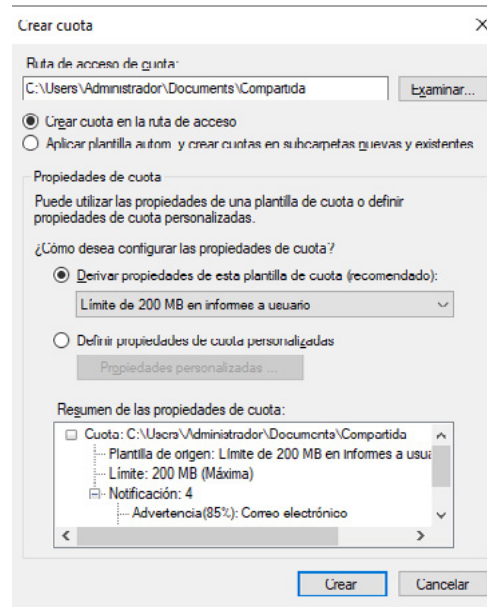 Crear cuota
Ruta de acceso de cuota:
C:\Users\Administrador\Documents\Compartida
Examinar...
Crear cuota en la ruta de acceso
Aplicar plantilla autom. y crear cuotas en subcarpetas nuevas y existentes
Propiedades de cuota
Puede utilizar las propiedades de una plantilla de cuota o definir
propiedades de cuota personalizadas.
¿Cómo desea configurar las propiedades de cuota?
Derivar propiedades de esta plantilla de cuota (recomendado):
Límite de 200 MB en informes a usuario
Definir propiedades de cuota personalizadas
Propiedades personalizadas ...
Resumen de las propiedades de cuota:
Cuota: C:\Users\Administrador\Documents\Compartida
Plantilla de origen: Límite de 200 MB en informes a usua
Límite: 200 MB (Máxima)
Notificación: 4
Advertencia(85%): Correo electrónico
Crear
Cancelar